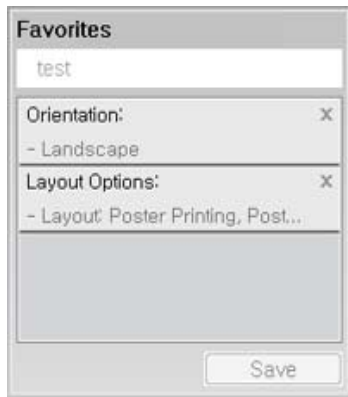 Favorites
test
Orientation: x
- Landscape
Layout Options: x
- Layout: Poster Printing, Post...
Save